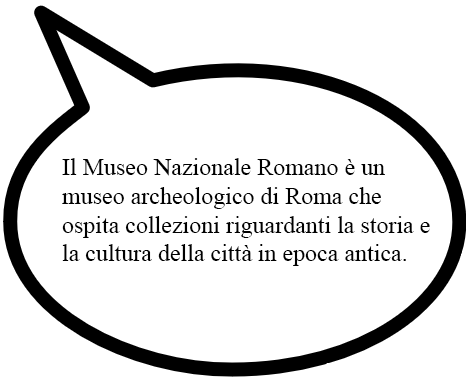 Il Museo Nazionale Romano è un
museo archeologico di Roma che
ospita collezioni riguardanti la storia e
la cultura della città in epoca antica.